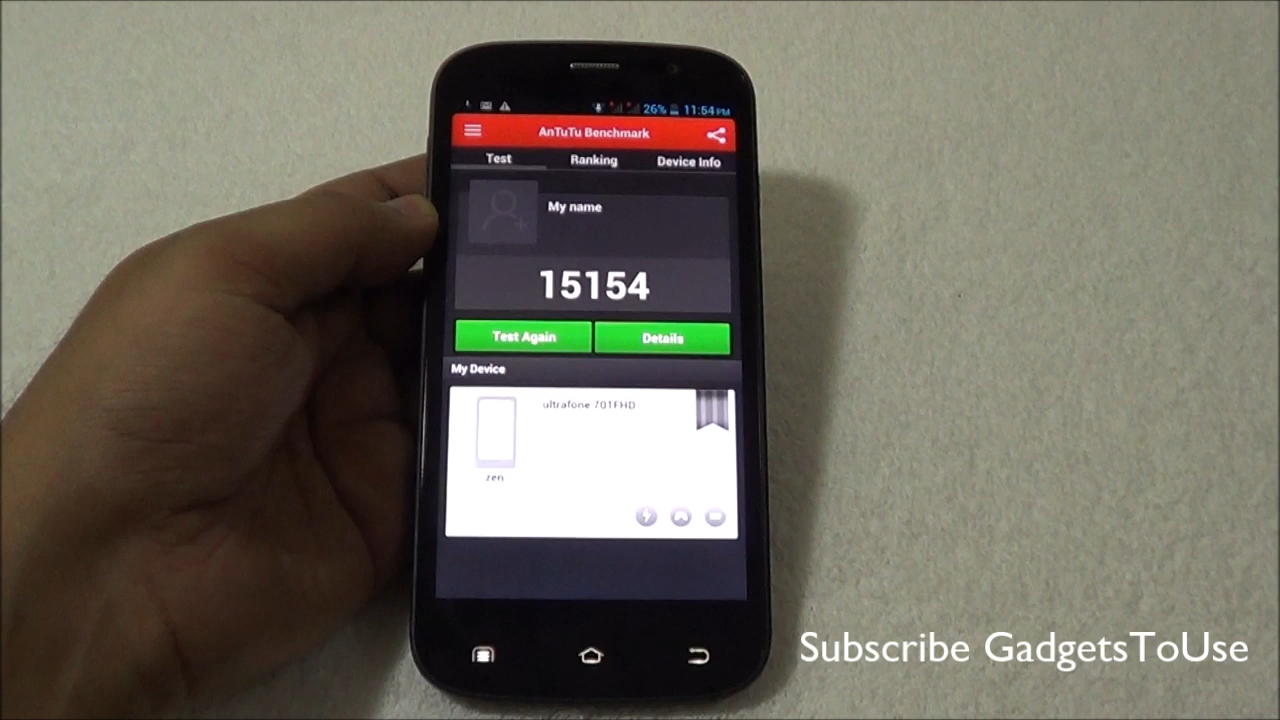 26% 11:54 PM
AnTuTu Benchmark
Test Ranking Device Info
My name
15154
Test Again Details
My Device
ultrafone 701FHD
zen
Subscribe GadgetsToUse